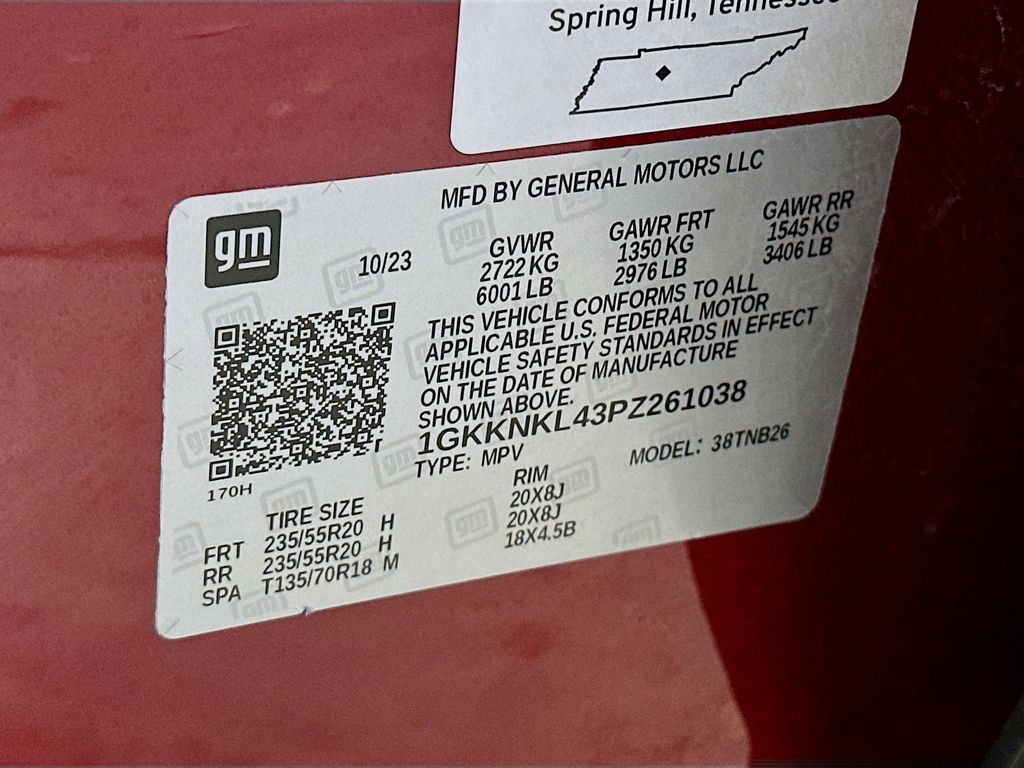 Spring Hill, Tennessee
MFD BY GENERAL MOTORS LLC
gm
10/23
GVWR
2722 KG
6001 LB
GAWR FRT
1350 KG
2976 LB
GAWR RR
1545 KG
3406 LB
THIS VEHICLE CONFORMS TO ALL
APPLICABLE U.S. FEDERAL MOTOR
VEHICLE SAFETY STANDARDS IN EFFECT
ON THE DATE OF MANUFACTURE
SHOWN ABOVE.
1GKKNKL43PZ261038
TYPE: MPV
MODEL: 38TNB26
170H
TIRE SIZE
RIM
FRT 235/55R20 H 20X8J
RR 235/55R20 H 20X8J
SPA T135/70R18 M 18X4.5B